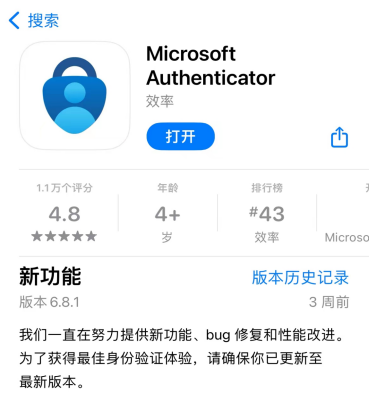 搜索
Microsoft
Authenticator
效率
打开
1.1万个评分
年龄
排行榜
4.8
4+
#43
★★★★★
岁
效率
Microso
新功能
版本历史记录
版本 6.8.1
3 周前
我们一直在努力提供新功能、bug 修复和性能改进。
为了获得最佳身份验证体验，请确保你已更新至
最新版本。